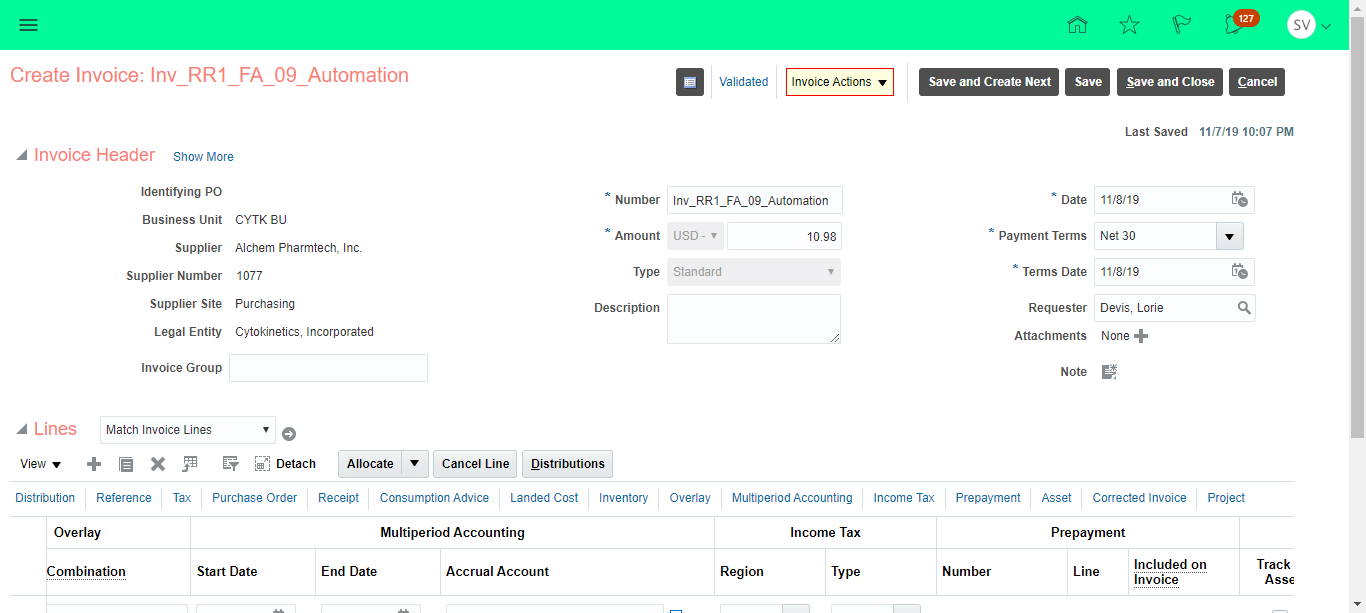 127
SV
Create Invoice: Inv_RR1_FA_09_Automation
Validated
Invoice Actions
Save and Create Next
Save
Save and Close
Cancel
Last Saved 11/7/19 10:07 PM
Invoice Header Show More
Identifying PO
Business Unit CYTK BU
Supplier Alchem Pharmtech, Inc.
Supplier Number 1077
Supplier Site Purchasing
Legal Entity Cytokinetics, Incorporated
Invoice Group
* Number Inv_RR1_FA_09_Automation
* Amount USD - 10.98
Type Standard
Description
* Date 11/8/19
* Payment Terms Net 30
* Terms Date 11/8/19
Requester Devis, Lorie
Attachments None
Note
Lines Match Invoice Lines
View Detach Allocate Cancel Line Distributions
Distribution Reference Tax Purchase Order Receipt Consumption Advice Landed Cost Inventory Overlay Multiperiod Accounting Income Tax Prepayment Asset Corrected Invoice Project
Overlay Multiperiod Accounting Income Tax Prepayment
Combination Start Date End Date Accrual Account Region Type Number Line Included on Invoice Track Asse